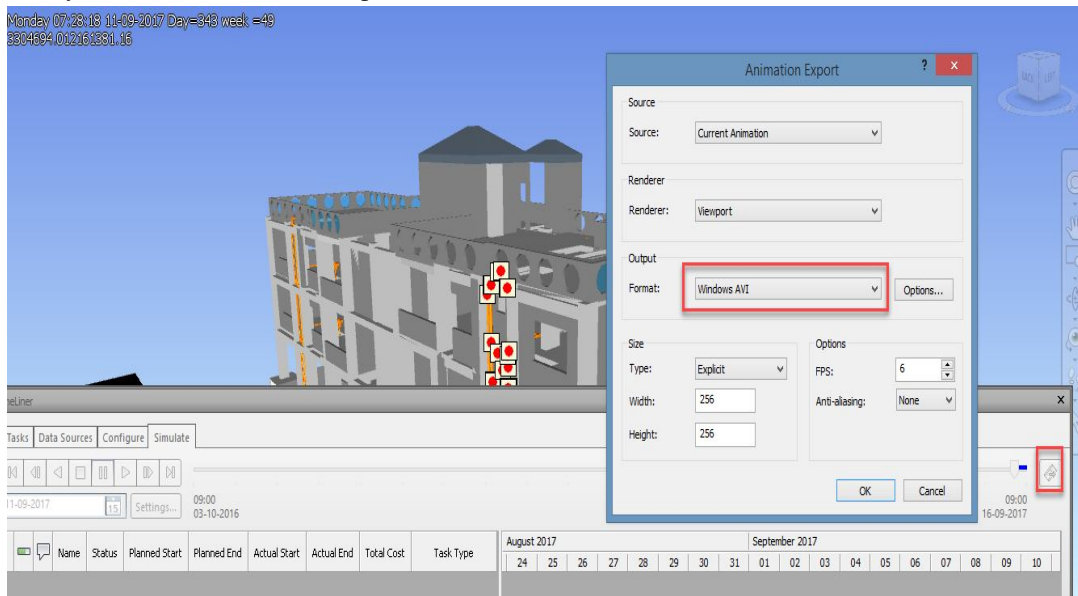 Monday 07:28:18 11-09-2017 Day=343 week =49
3304694.012161381.16
BACK LEFT
Animation Export ? x
Source
Source: Current Animation
Renderer
Renderer: Viewport
Output
Format: Windows AVI Options...
Size Options
Type: Explicit FPS: 6
Width: 256 Anti-aliasing: None
Height: 256
OK Cancel
neLiner x
Tasks Data Sources Configure Simulate
11-09-2017 15 Settings... 09:00 09:00
03-10-2016 16-09-2017
Name Status Planned Start Planned End Actual Start Actual End Total Cost Task Type August 2017 September 2017
24 25 26 27 28 29 30 31 01 02 03 04 05 06 07 08 09 10